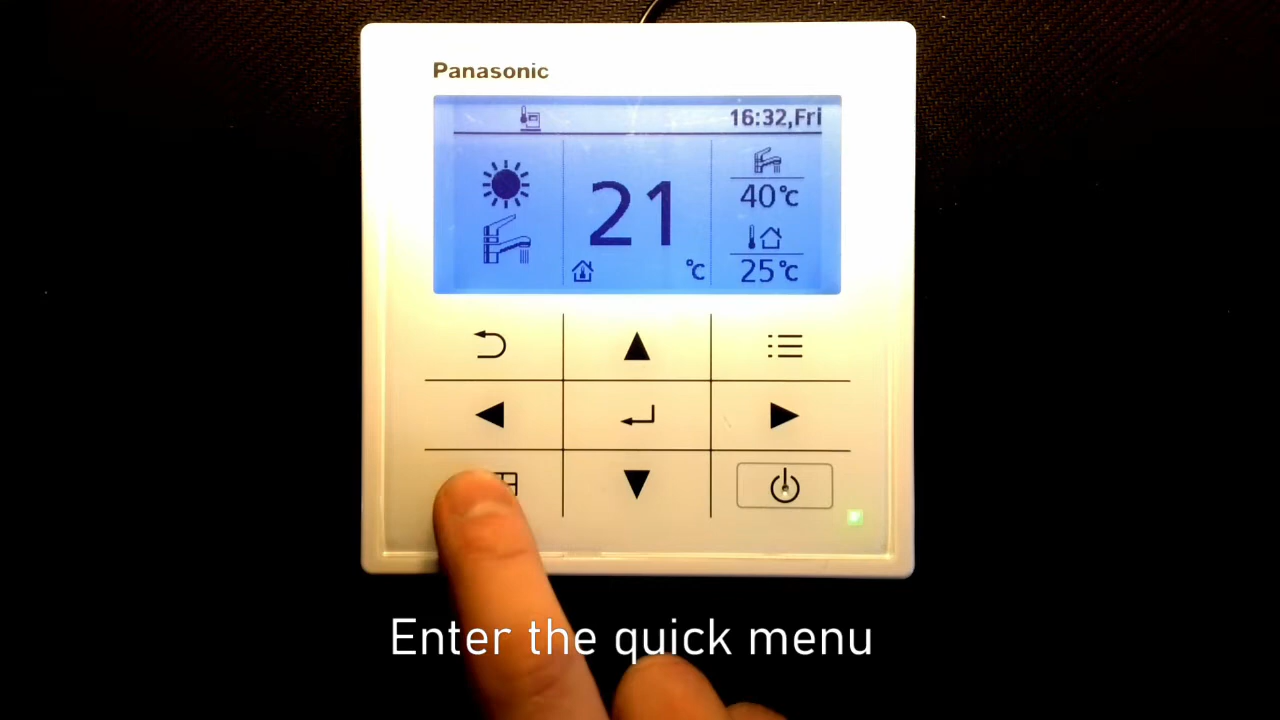 Panasonic
16:32,Fri
40°C
21 °C
25°C
Enter the quick menu